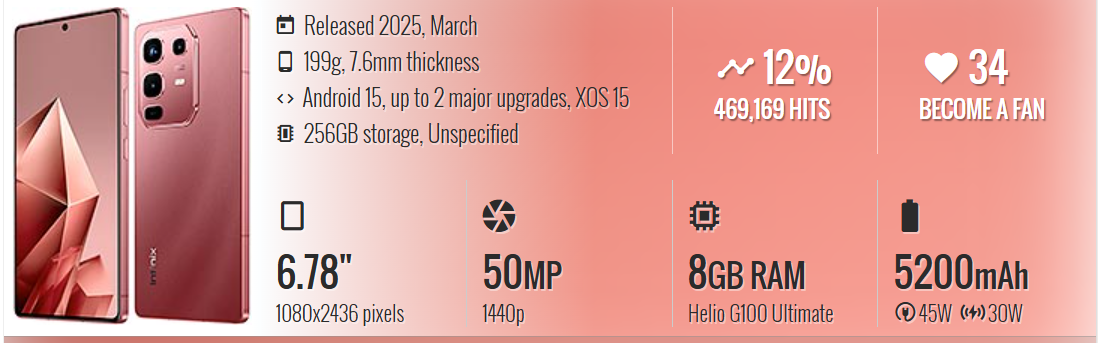 Released 2025, March
199g, 7.6mm thickness
Android 15, up to 2 major upgrades, XOS 15
256GB storage, Unspecified
12%
469,169 HITS
34
BECOME A FAN
6.78"
1080x2436 pixels
50MP
1440p
8GB RAM
Helio G100 Ultimate
5200mAh
45W 30W
Infinix